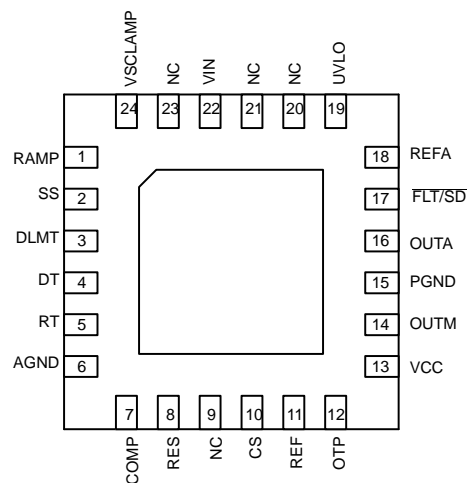 VSCLAMP
NC
VIN
NC
NC
UVLO
24
23
22
21
20
19
RAMP 1
SS 2
DLMT 3
DT 4
RT 5
AGND 6
18 REFA
17 FLT/SD
16 OUTA
15 PGND
14 OUTM
13 VCC
7
8
9
10
11
12
COMP
RES
NC
CS
REF
OTP